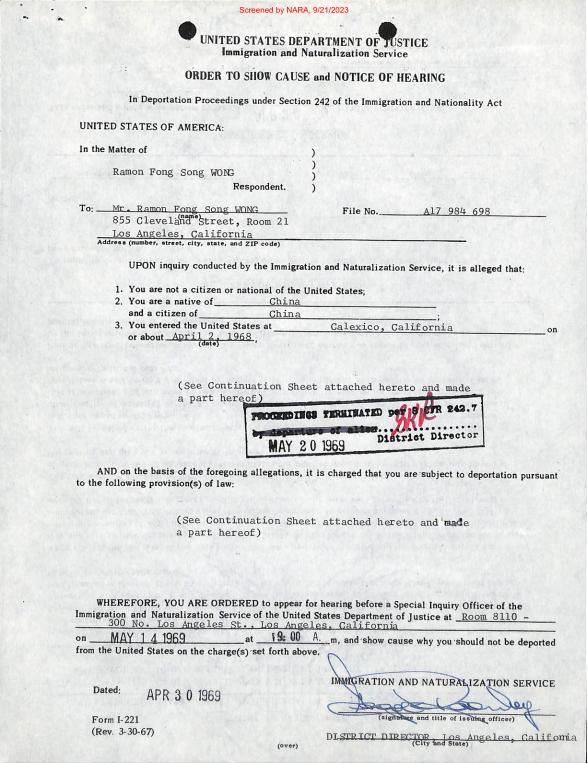 Screened by NARA, 9/21/2023
UNITED STATES DEPARTMENT OF JUSTICE
Immigration and Naturalization Service
ORDER TO SHOW CAUSE and NOTICE OF HEARING
In Deportation Proceedings under Section 242 of the Immigration and Nationality Act
UNITED STATES OF AMERICA:
In the Matter of )
)
Ramon Fong Song WONG )
Respondent. )
To: Mr. Ramon Fong Song WONG File No. A17 984 698
(name)
855 Cleveland Street, Room 21
Los Angeles, California
Address (number, street, city, state, and ZIP code)
UPON inquiry conducted by the Immigration and Naturalization Service, it is alleged that:
1. You are not a citizen or national of the United States;
2. You are a native of China
and a citizen of China ;
3. You entered the United States at Calexico, California on
or about April 2, 1968 ,
(date)
(See Continuation Sheet attached hereto and made
a part hereof)
PROCEEDINGS TERMINATED per 8 CFR 242.7
by departure of alien
MAY 20 1969 District Director
AND on the basis of the foregoing allegations, it is charged that you are subject to deportation pursuant
to the following provision(s) of law:
(See Continuation Sheet attached hereto and made
a part hereof)
WHEREFORE, YOU ARE ORDERED to appear for hearing before a Special Inquiry Officer of the
Immigration and Naturalization Service of the United States Department of Justice at Room 8110 -
300 No. Los Angeles St., Los Angeles, California
on MAY 14 1969 at 9:00 A. m, and show cause why you should not be deported
from the United States on the charge(s) set forth above.
IMMIGRATION AND NATURALIZATION SERVICE
Dated: APR 30 1969
(signature and title of issuing officer)
Form I-221
(Rev. 3-30-67)
DISTRICT DIRECTOR, Los Angeles, California
(City and State)
(over)